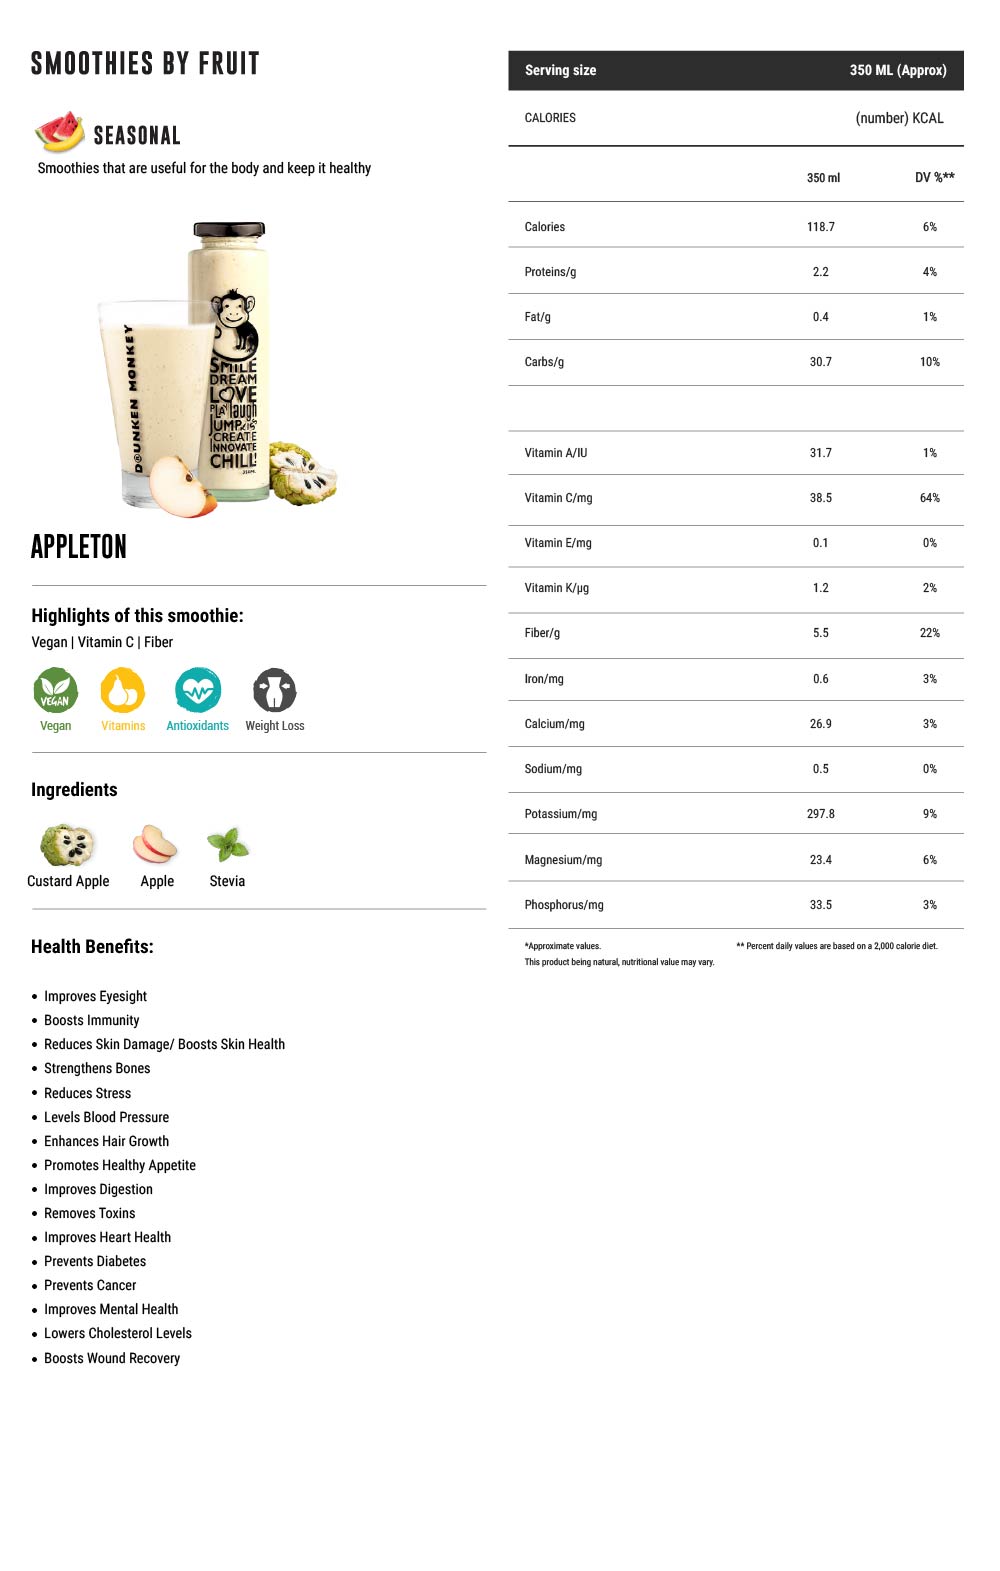 SMOOTHIES BY FRUIT
SEASONAL
Smoothies that are useful for the body and keep it healthy
DRUNKEN MONKEY
SMILE
DREAM
LOVE
PLAY laugh
JUMP KISS
CREATE
INNOVATE
CHILL!
APPLETON
Highlights of this smoothie:
Vegan | Vitamin C | Fiber
VEGAN
Vegan Vitamins Antioxidants Weight Loss
Ingredients
Custard Apple Apple Stevia
Health Benefits:
• Improves Eyesight
• Boosts Immunity
• Reduces Skin Damage/ Boosts Skin Health
• Strengthens Bones
• Reduces Stress
• Levels Blood Pressure
• Enhances Hair Growth
• Promotes Healthy Appetite
• Improves Digestion
• Removes Toxins
• Improves Heart Health
• Prevents Diabetes
• Prevents Cancer
• Improves Mental Health
• Lowers Cholesterol Levels
• Boosts Wound Recovery
Serving size 350 ML (Approx)
CALORIES (number) KCAL
350 ml DV %**
Calories 118.7 6%
Proteins/g 2.2 4%
Fat/g 0.4 1%
Carbs/g 30.7 10%
Vitamin A/IU 31.7 1%
Vitamin C/mg 38.5 64%
Vitamin E/mg 0.1 0%
Vitamin K/µg 1.2 2%
Fiber/g 5.5 22%
Iron/mg 0.6 3%
Calcium/mg 26.9 3%
Sodium/mg 0.5 0%
Potassium/mg 297.8 9%
Magnesium/mg 23.4 6%
Phosphorus/mg 33.5 3%
*Approximate values. ** Percent daily values are based on a 2,000 calorie diet.
This product being natural, nutritional value may vary.